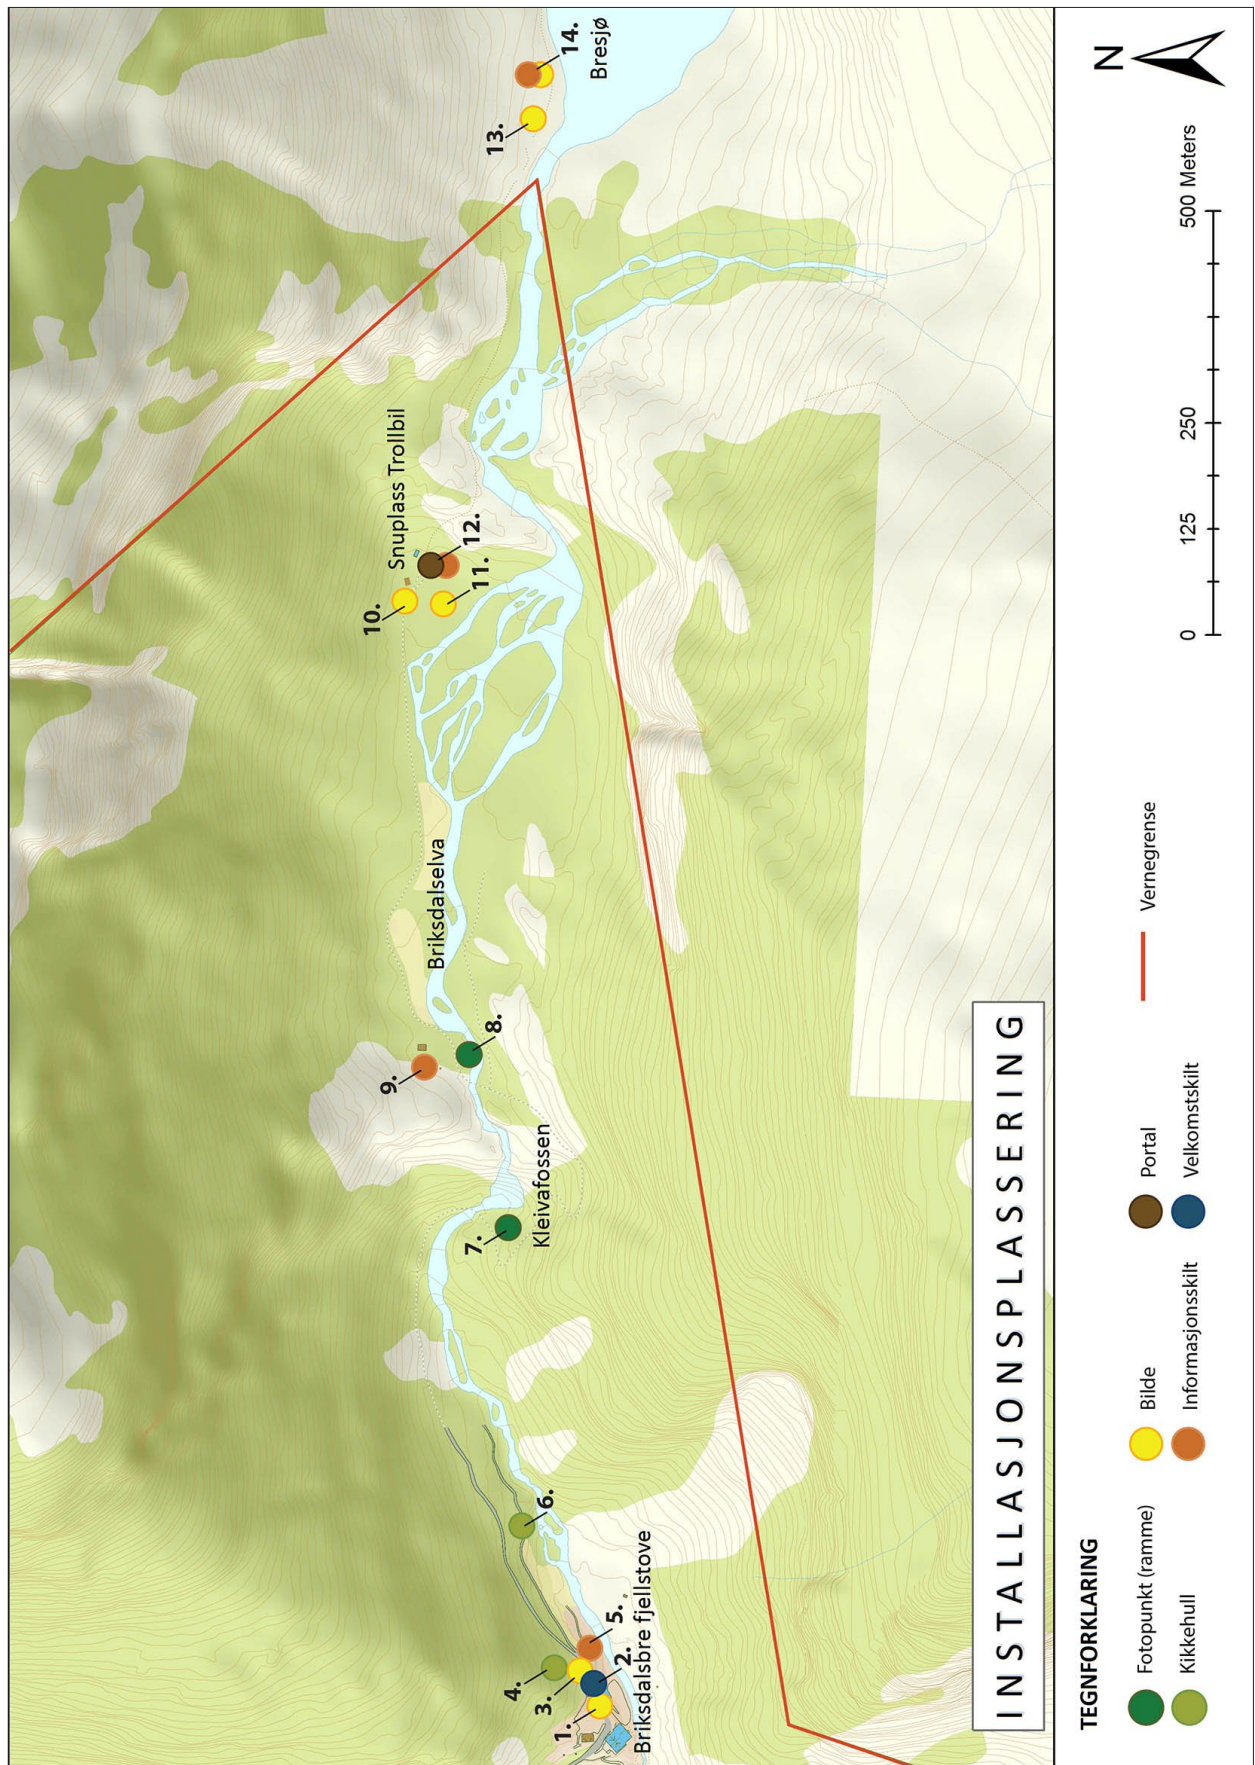 INSTALLASJONSPLASSERING
1.
2.
3.
4.
5.
6.
7.
8.
9.
10.
11.
12.
13.
14.
Briksdalsbre fjellstove
Kleivafossen
Briksdalselva
Snuplass Trollbil
Bresjø
TEGNFORKLARING
Fotopunkt (ramme)
Kikkehull
Bilde
Informasjonsskilt
Portal
Velkomstskilt
Vernegrense
0 125 250 500 Meters
N